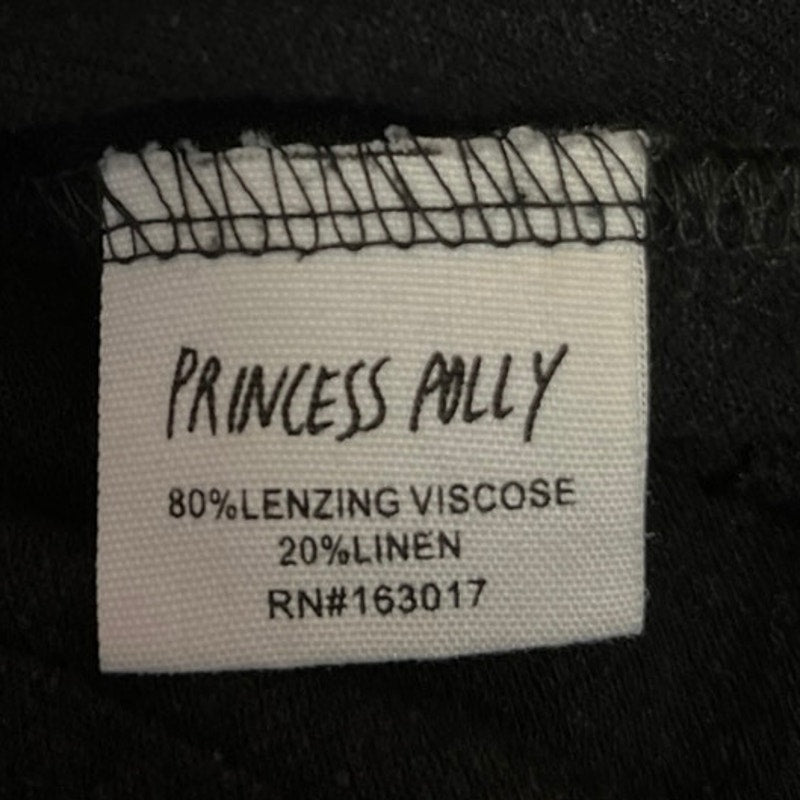 PRINCESS POLLY
80%LENZING VISCOSE
20%LINEN
RN#163017